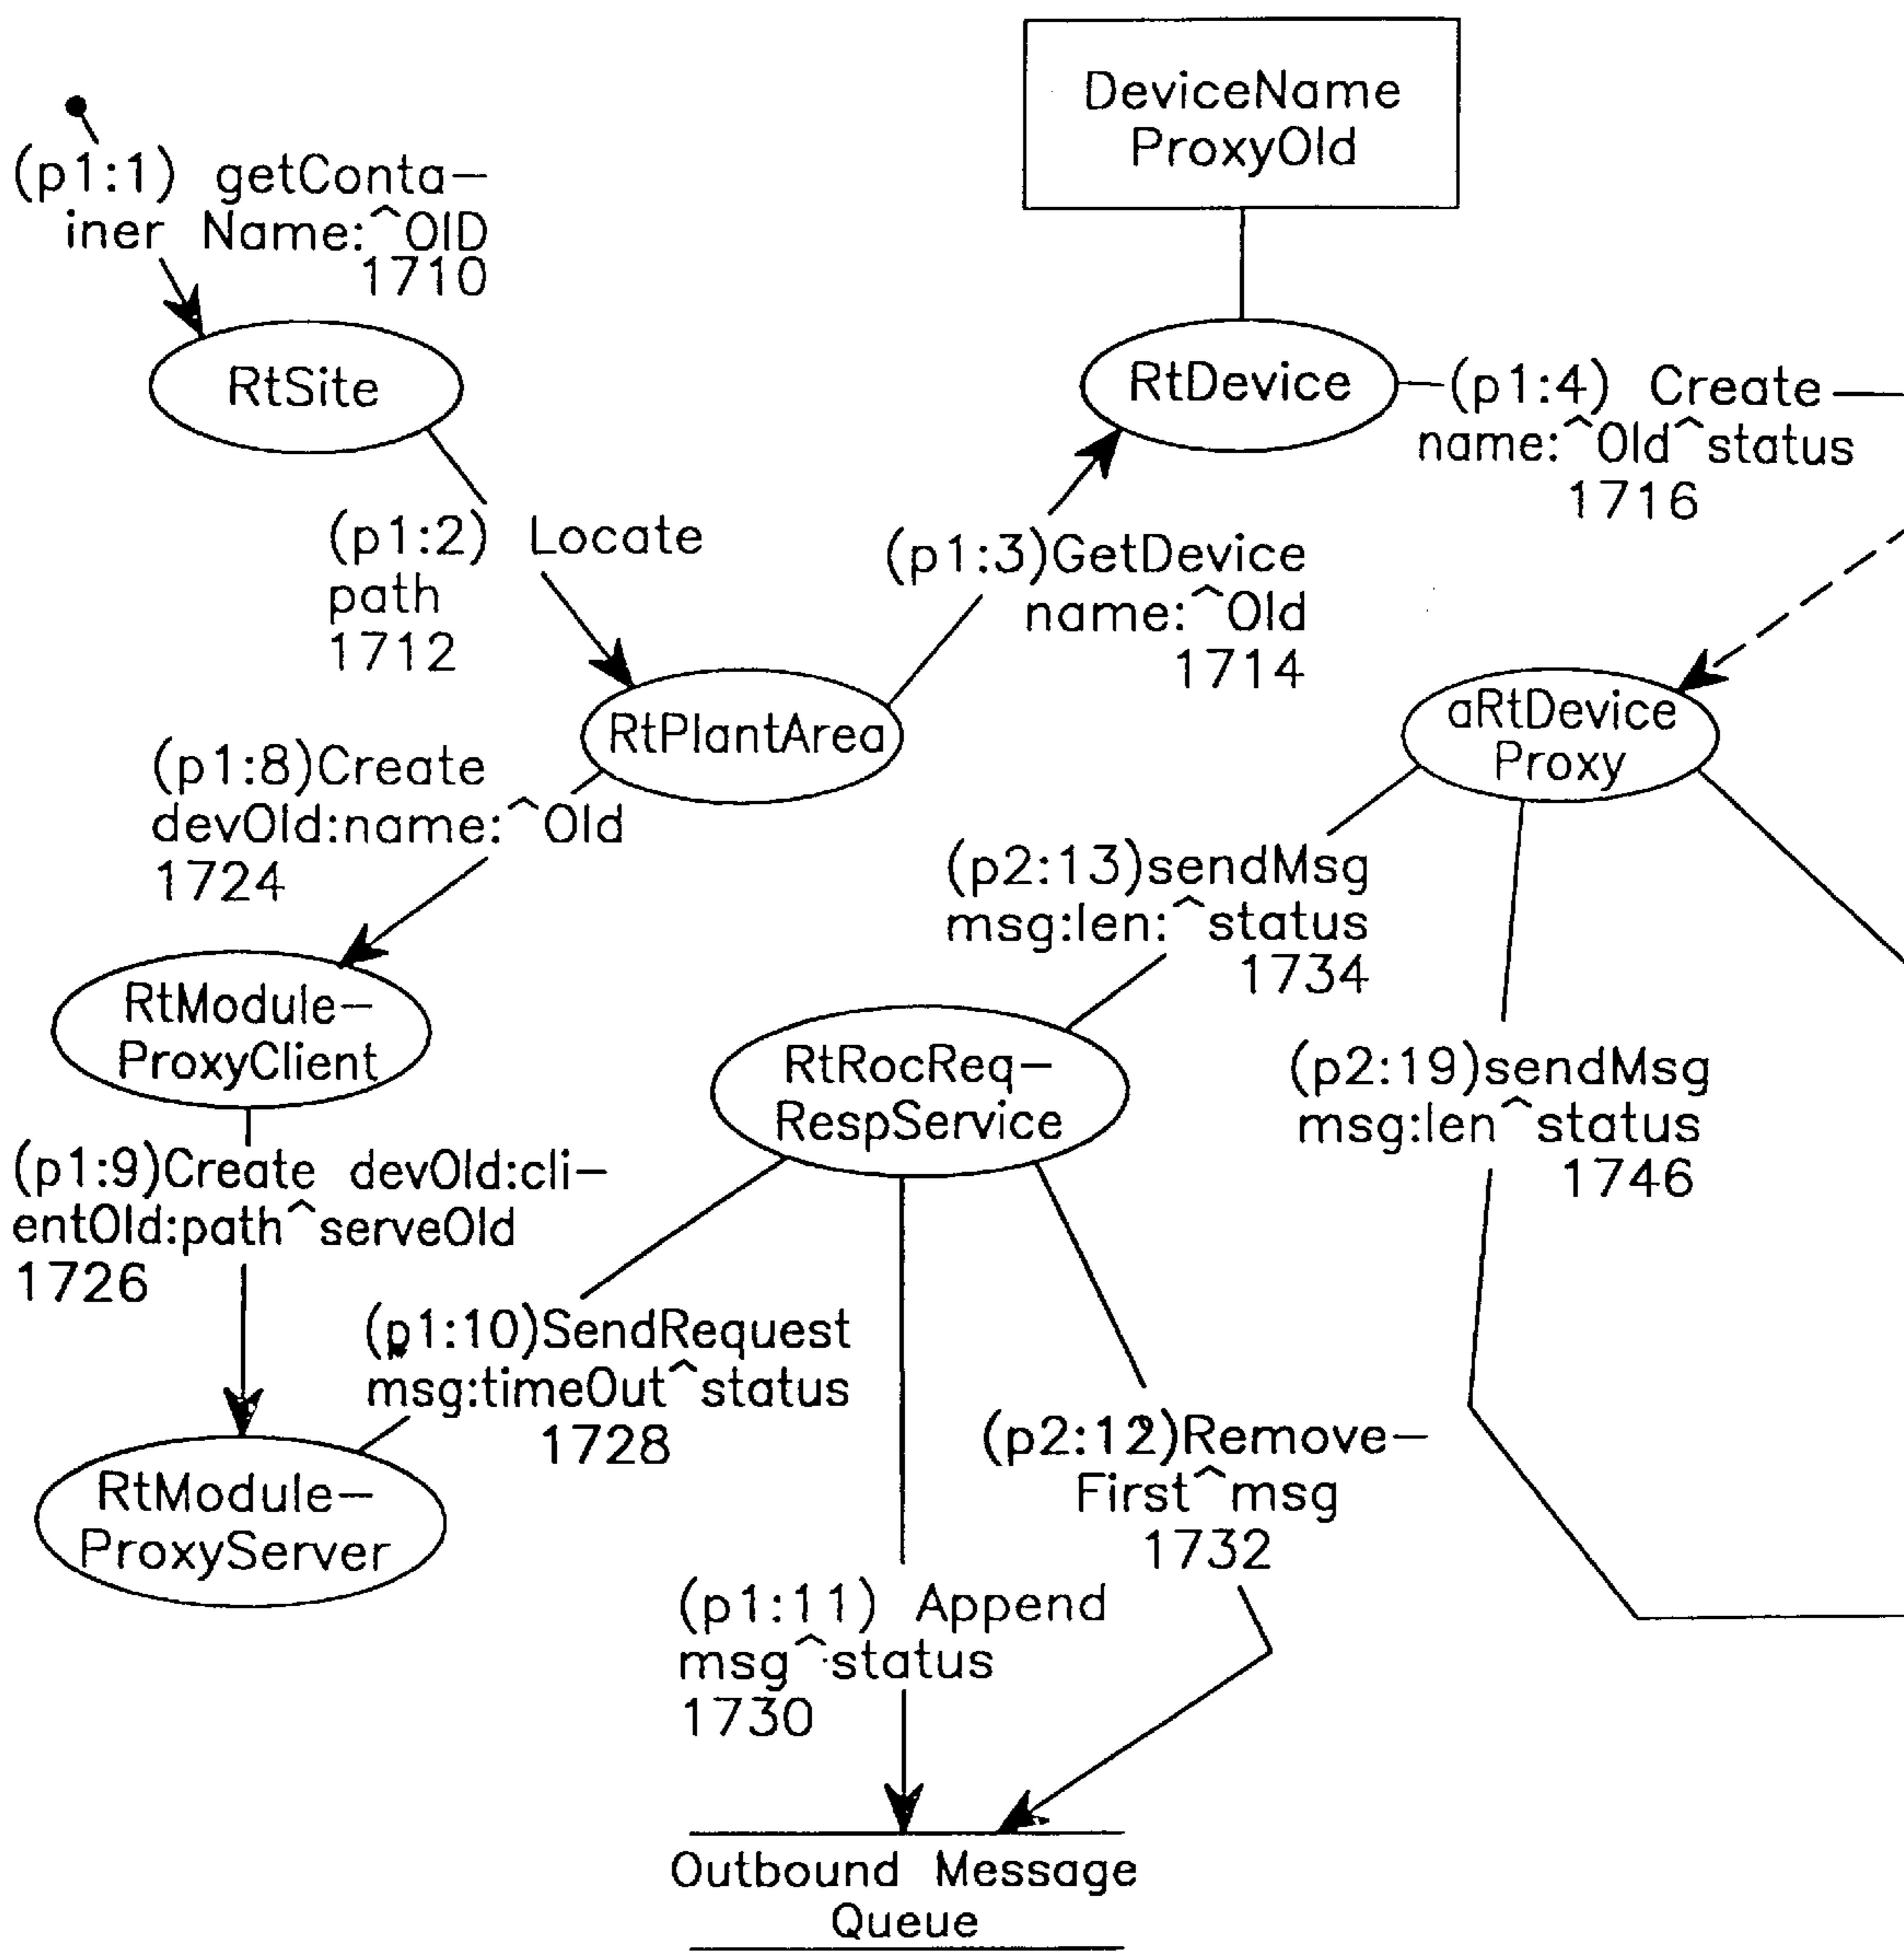 DeviceName
ProxyOld
(p1:1) getConta-
iner Name:^OID
1710
RtSite
RtDevice
(p1:4) Create
name:^Old^status
1716
(p1:2) Locate
path
1712
(p1:3)GetDevice
name:^Old
1714
RtPlantArea
aRtDevice
Proxy
(p1:8)Create
devOld:name:^Old
1724
(p2:13)sendMsg
msg:len:^status
1734
RtModule-
ProxyClient
RtRocReq-
RespService
(p2:19)sendMsg
msg:len^status
1746
(p1:9)Create devOld:cli-
entOld:path^serveOld
1726
(p1:10)SendRequest
msg:timeOut^status
1728
(p2:12)Remove-
First^msg
1732
RtModule-
ProxyServer
(p1:11) Append
msg^status
1730
Outbound Message
Queue